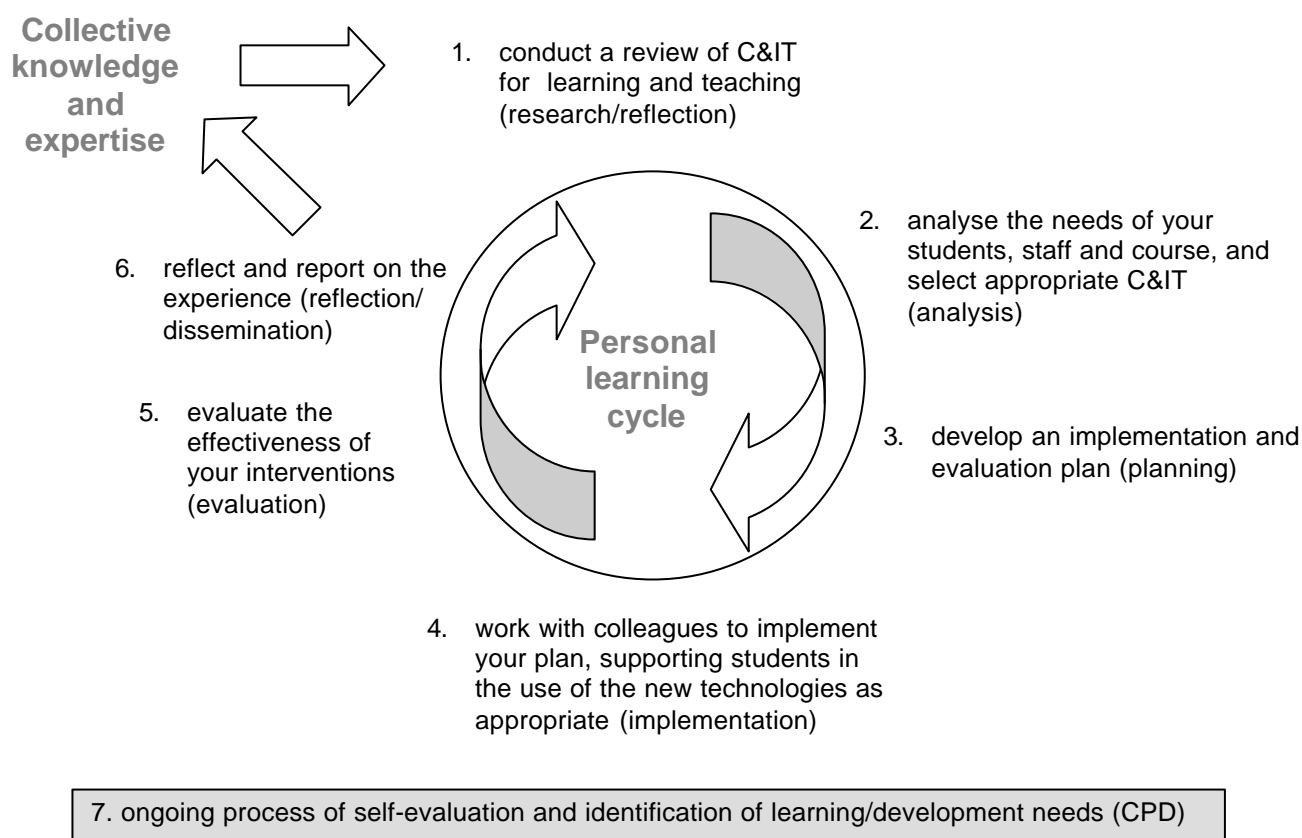 Collective
knowledge
and
expertise
1. conduct a review of C&IT
for learning and teaching
(research/reflection)
2. analyse the needs of your
students, staff and course, and
select appropriate C&IT
(analysis)
3. develop an implementation and
evaluation plan (planning)
4. work with colleagues to implement
your plan, supporting students in
the use of the new technologies as
appropriate (implementation)
5. evaluate the
effectiveness of
your interventions
(evaluation)
6. reflect and report on the
experience (reflection/
dissemination)
Personal
learning
cycle
7. ongoing process of self-evaluation and identification of learning/development needs (CPD)